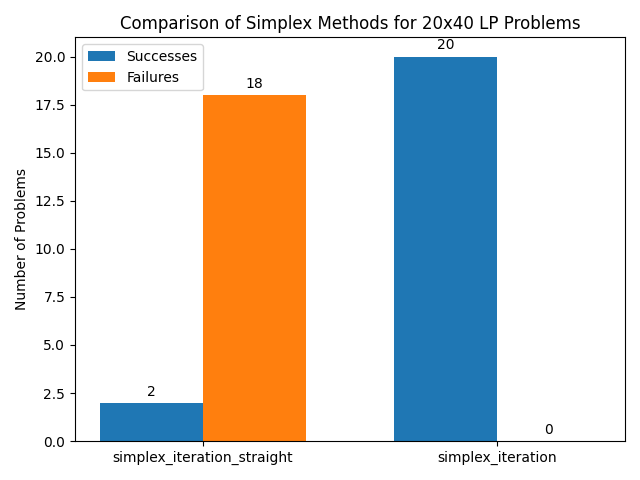 Comparison of Simplex Methods for 20x40 LP Problems
Successes
Failures
20
18
2
0
20.0
17.5
15.0
12.5
10.0
7.5
5.0
2.5
0.0
Number of Problems
simplex_iteration_straight
simplex_iteration